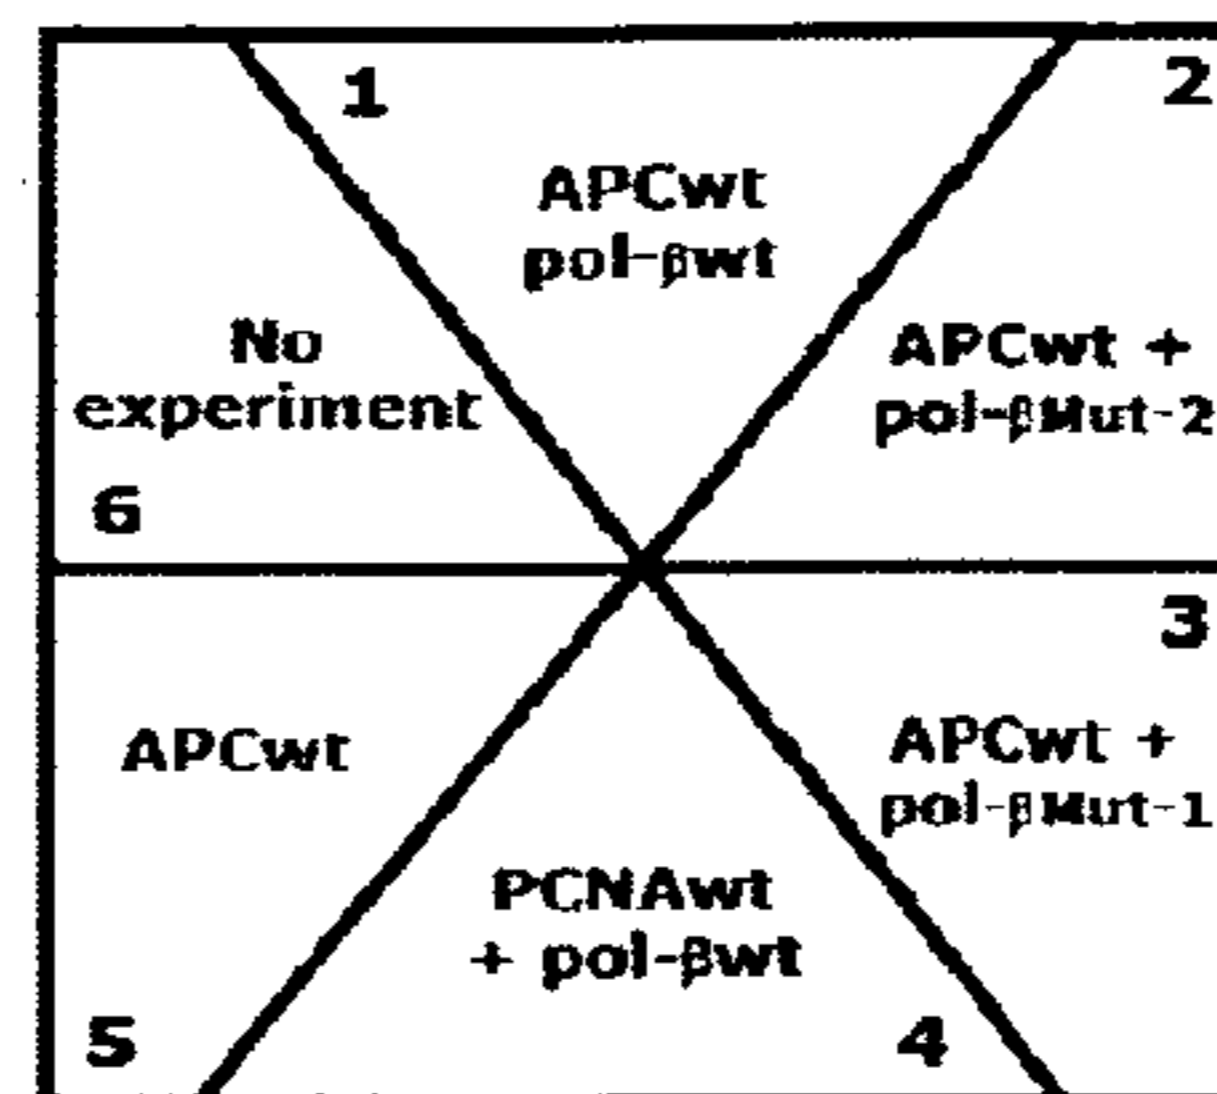 1
APCwt
pol-βwt
2
APCwt +
pol-βMut-2
3
APCwt +
pol-βMut-1
4
PCNAwt
+ pol-βwt
5
APCwt
6
No
experiment